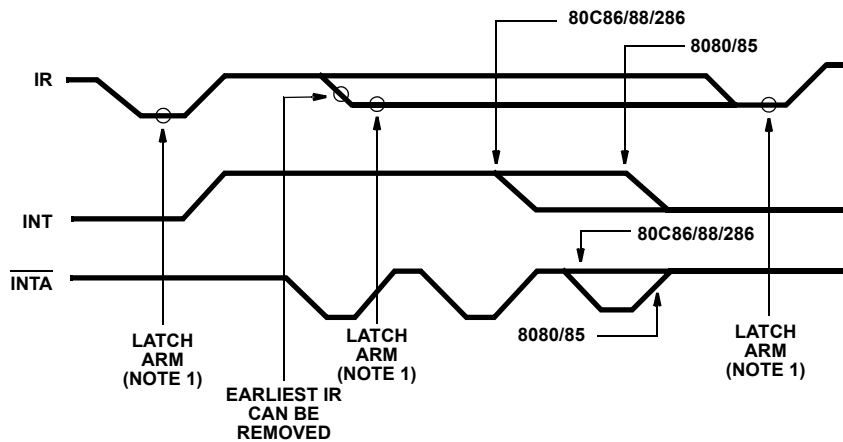 80C86/88/286
8080/85
IR
INT
80C86/88/286
INTA
8080/85
LATCH
ARM
(NOTE 1)
EARLIEST IR
CAN BE
REMOVED
LATCH
ARM
(NOTE 1)
LATCH
ARM
(NOTE 1)